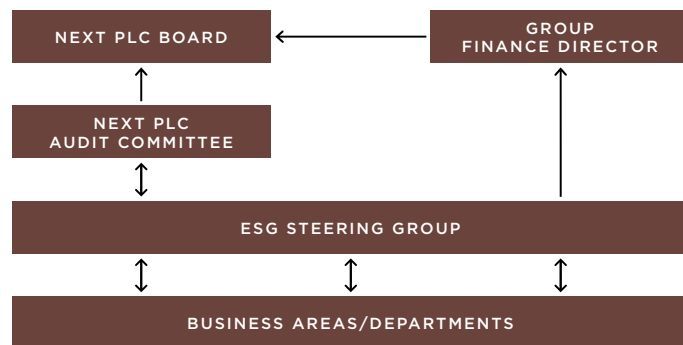 NEXT PLC BOARD
GROUP
FINANCE DIRECTOR
NEXT PLC
AUDIT COMMITTEE
ESG STEERING GROUP
BUSINESS AREAS/DEPARTMENTS